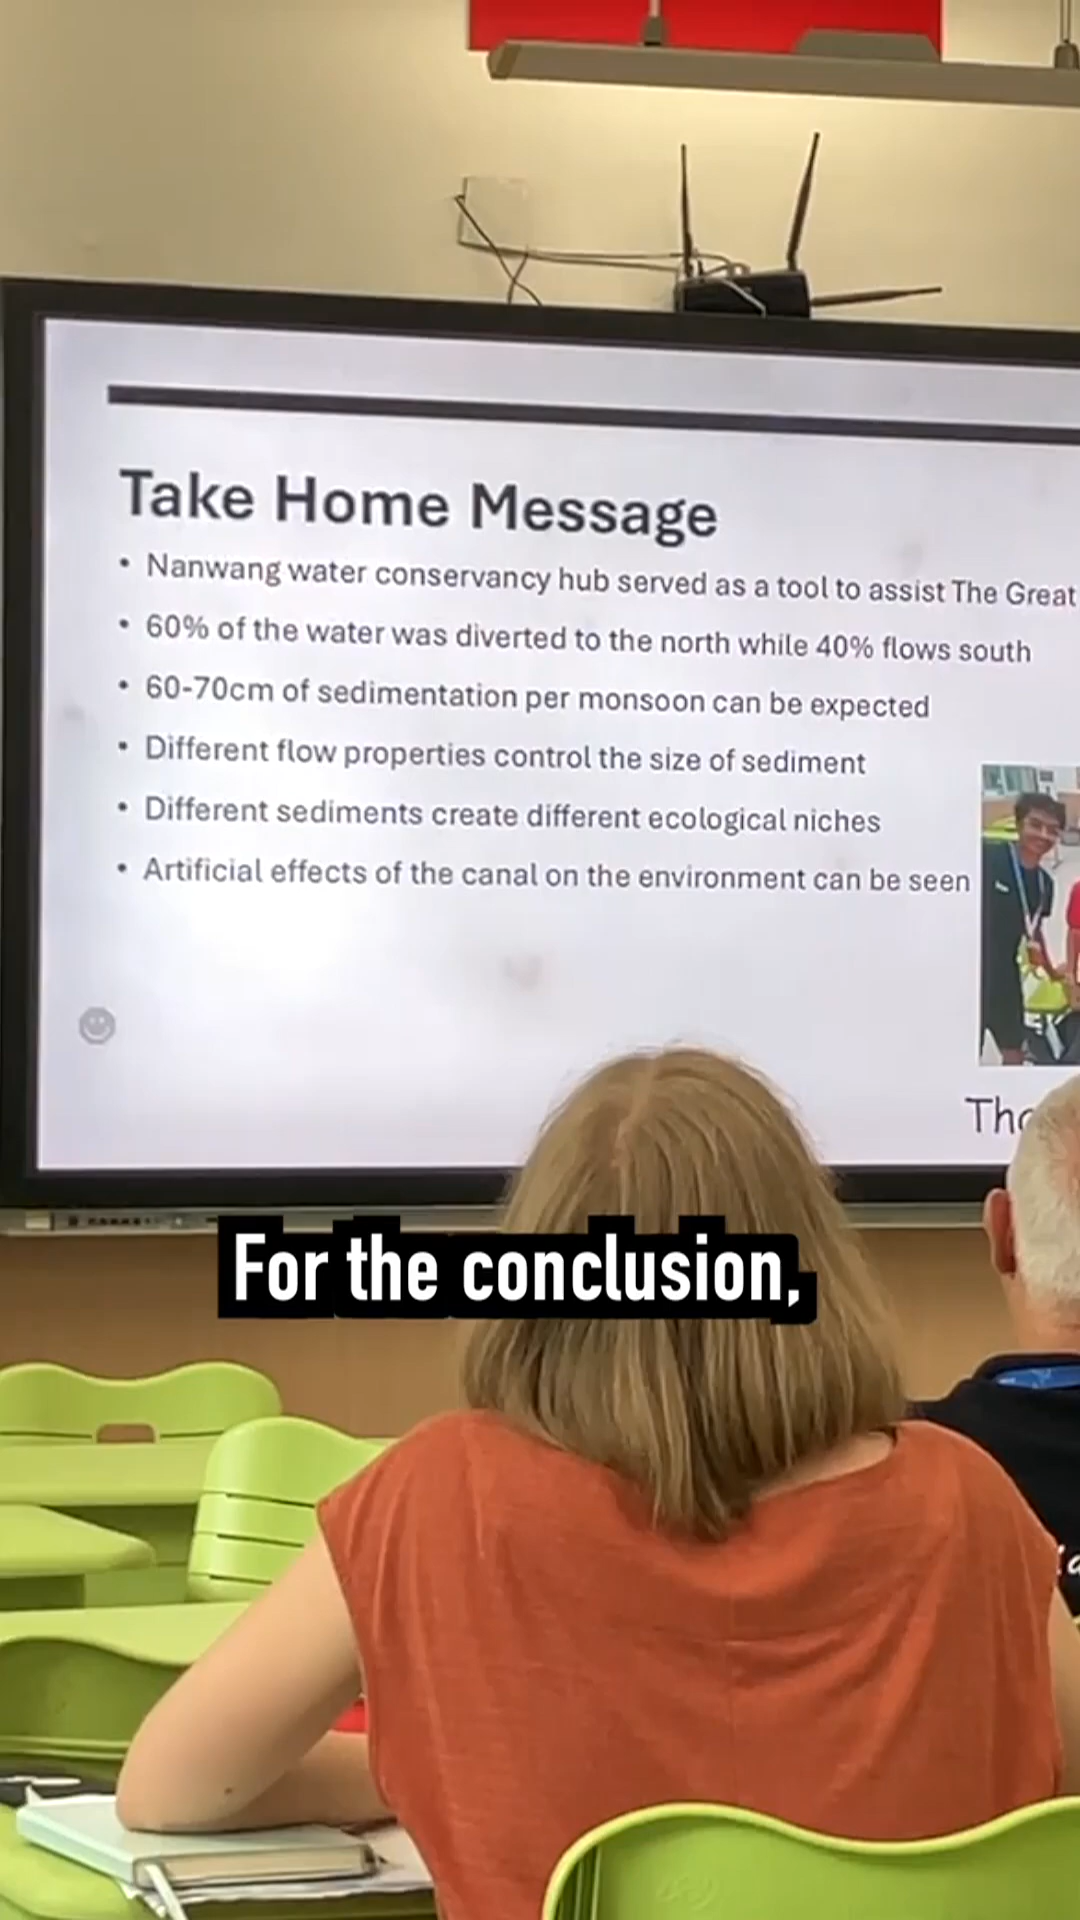 Take Home Message
• Nanwang water conservancy hub served as a tool to assist The Great
• 60% of the water was diverted to the north while 40% flows south
• 60-70cm of sedimentation per monsoon can be expected
• Different flow properties control the size of sediment
• Different sediments create different ecological niches
• Artificial effects of the canal on the environment can be seen
For the conclusion,